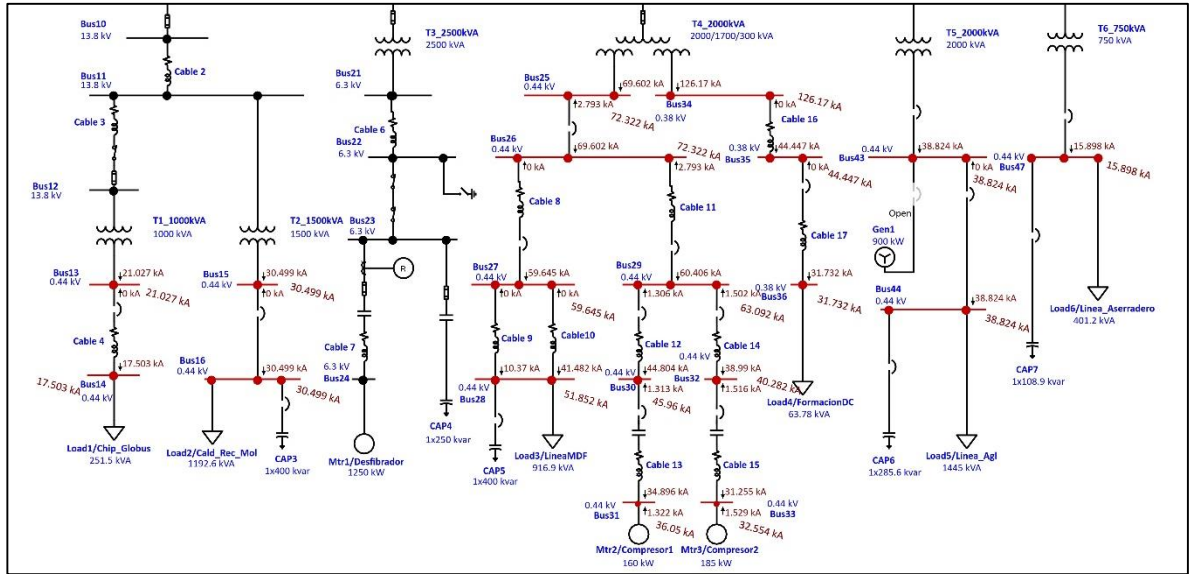 Bus10
13.8 kV
Cable 2
Bus11
13.8 kV
Cable 3
Bus12
13.8 kV
T1_1000kVA
1000 kVA
Bus13
0.44 kV
21.027 kA
0 kA
21.027 kA
Cable 4
17.503 kA
17.503 kA
Bus14
0.44 kV
Load1/Chip_Globus
251.5 kVA
T2_1500kVA
1500 kVA
Bus15
0.44 kV
30.499 kA
30.499 kA
Bus16
0.44 kV
30.499 kA
30.499 kA
Load2/Cald_Rec_Mol
1192.6 kVA
CAP3
1x400 kvar
T3_2500kVA
2500 kVA
Bus21
6.3 kV
Cable 6
Bus22
6.3 kV
Bus23
6.3 kV
R
Cable 7
6.3 kV
Bus24
Mtr1/Desfibrador
1250 kW
CAP4
1x250 kvar
T4_2000kVA
2000/1700/300 kVA
Bus25
0.44 kV
69.602 kA
2.793 kA
72.322 kA
126.17 kA
Bus34
0.38 kV
0 kA
126.17 kA
Cable 16
Bus26
0.44 kV
69.602 kA
0 kA
72.322 kA
2.793 kA
0.38 kV
Bus35
44.447 kA
0 kA
44.447 kA
Cable 8
Cable 11
Cable 17
Bus27
0.44 kV
59.645 kA
0 kA
0 kA
59.645 kA
Bus29
0.44 kV
60.406 kA
1.306 kA
1.502 kA
63.092 kA
0.38 kV
Bus36
31.732 kA
31.732 kA
Cable 9
Cable10
Cable 12
Cable 14
0.44 kV
Bus28
10.37 kA
41.482 kA
51.852 kA
0.44 kV
Bus30
44.804 kA
1.313 kA
45.96 kA
0.44 kV
Bus32
38.99 kA
1.516 kA
40.282 kA
CAP5
1x400 kvar
Load3/LineaMDF
916.9 kVA
Cable 13
Cable 15
Load4/FormacionDC
63.78 kVA
0.44 kV
Bus31
34.896 kA
1.322 kA
36.05 kA
31.255 kA
1.529 kA
32.554 kA
0.44 kV
Bus33
Mtr2/Compresor1
160 kW
Mtr3/Compresor2
185 kW
T5_2000kVA
2000 kVA
0.44 kV
Bus43
38.824 kA
0 kA
38.824 kA
Open
Gen1
900 kW
Bus44
0.44 kV
38.824 kA
38.824 kA
CAP6
1x285.6 kvar
Load5/Linea_Agl
1445 kVA
T6_750kVA
750 kVA
0.44 kV
Bus47
15.898 kA
15.898 kA
Load6/Linea_Aserradero
401.2 kVA
CAP7
1x108.9 kvar